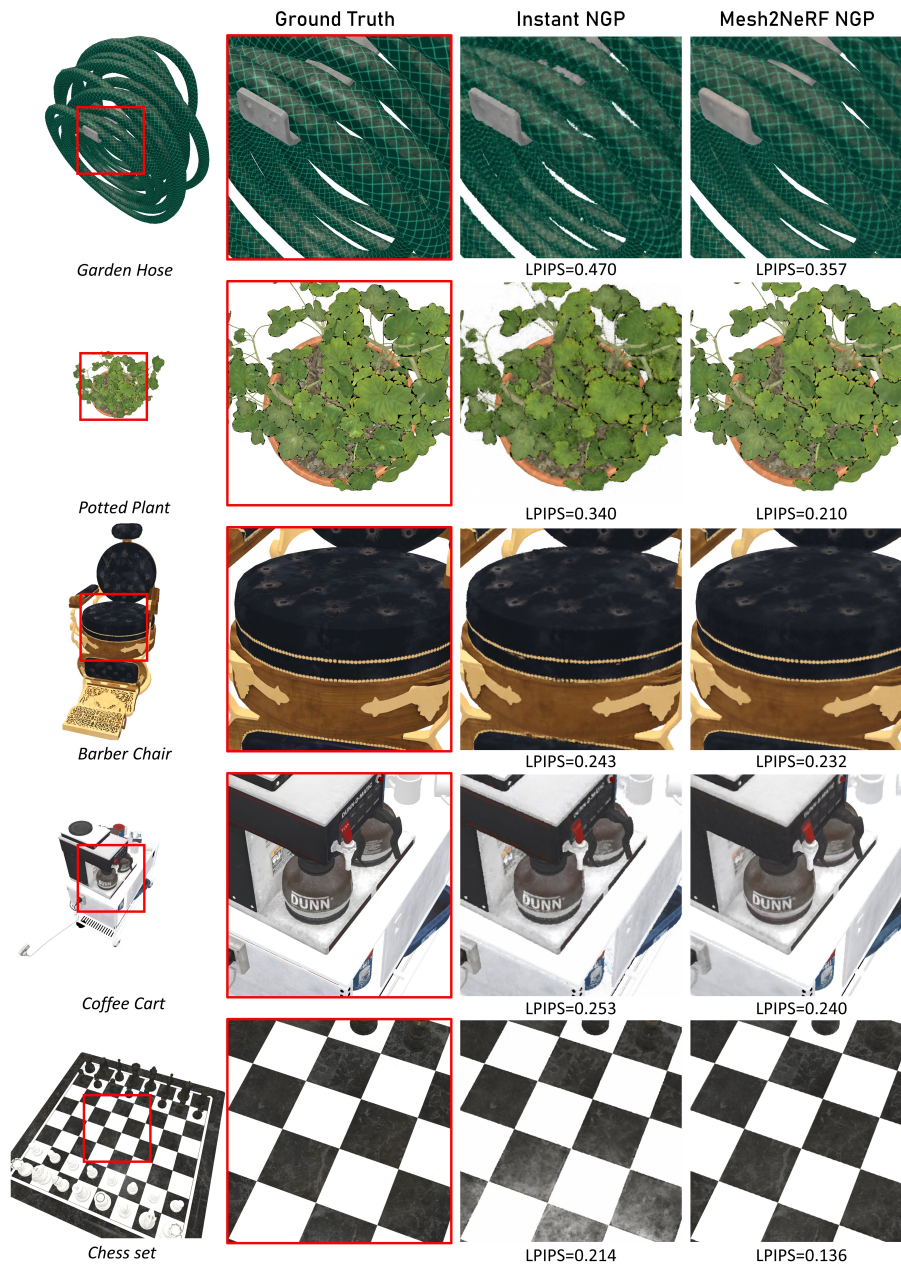 Ground Truth Instant NGP Mesh2NeRF NGP
Garden Hose LPIPS=0.470 LPIPS=0.357
Potted Plant LPIPS=0.340 LPIPS=0.210
Barber Chair LPIPS=0.243 LPIPS=0.232
DUNN DUNN DUNN
Coffee Cart LPIPS=0.253 LPIPS=0.240
Chess set LPIPS=0.214 LPIPS=0.136